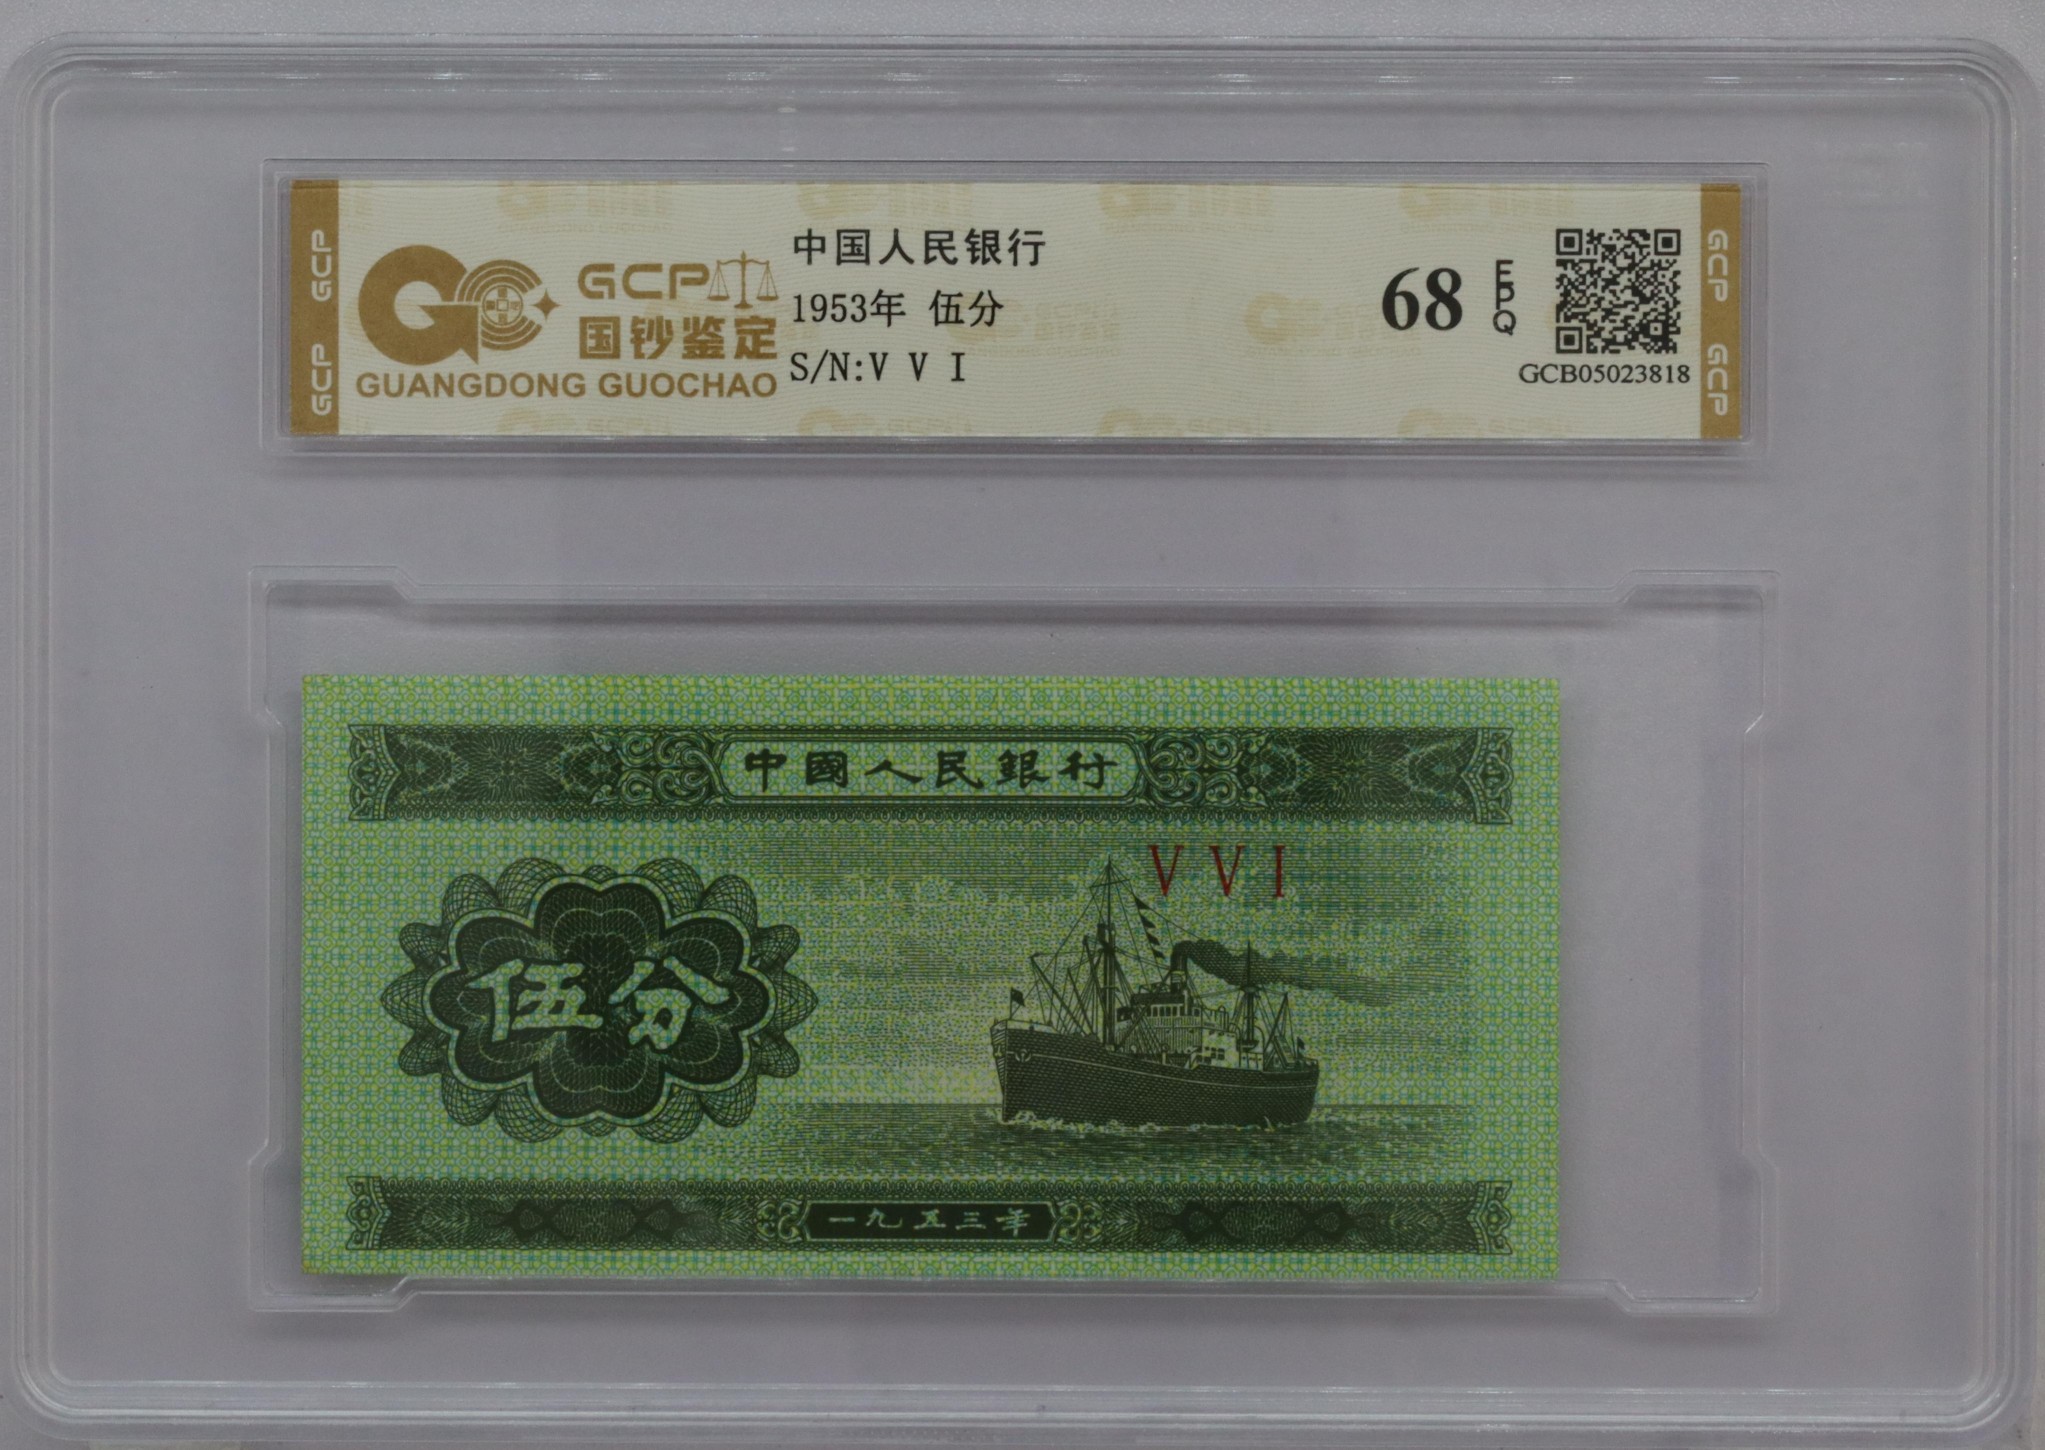 GCP
GCP
GCP
国钞鉴定
GUANGDONG GUOCHAO
中国人民银行
1953年 伍分
S/N:V V I
68 EPQ
GCB05023818
GCP
GCP
中國人民銀行
V V I
伍分
一九五三年